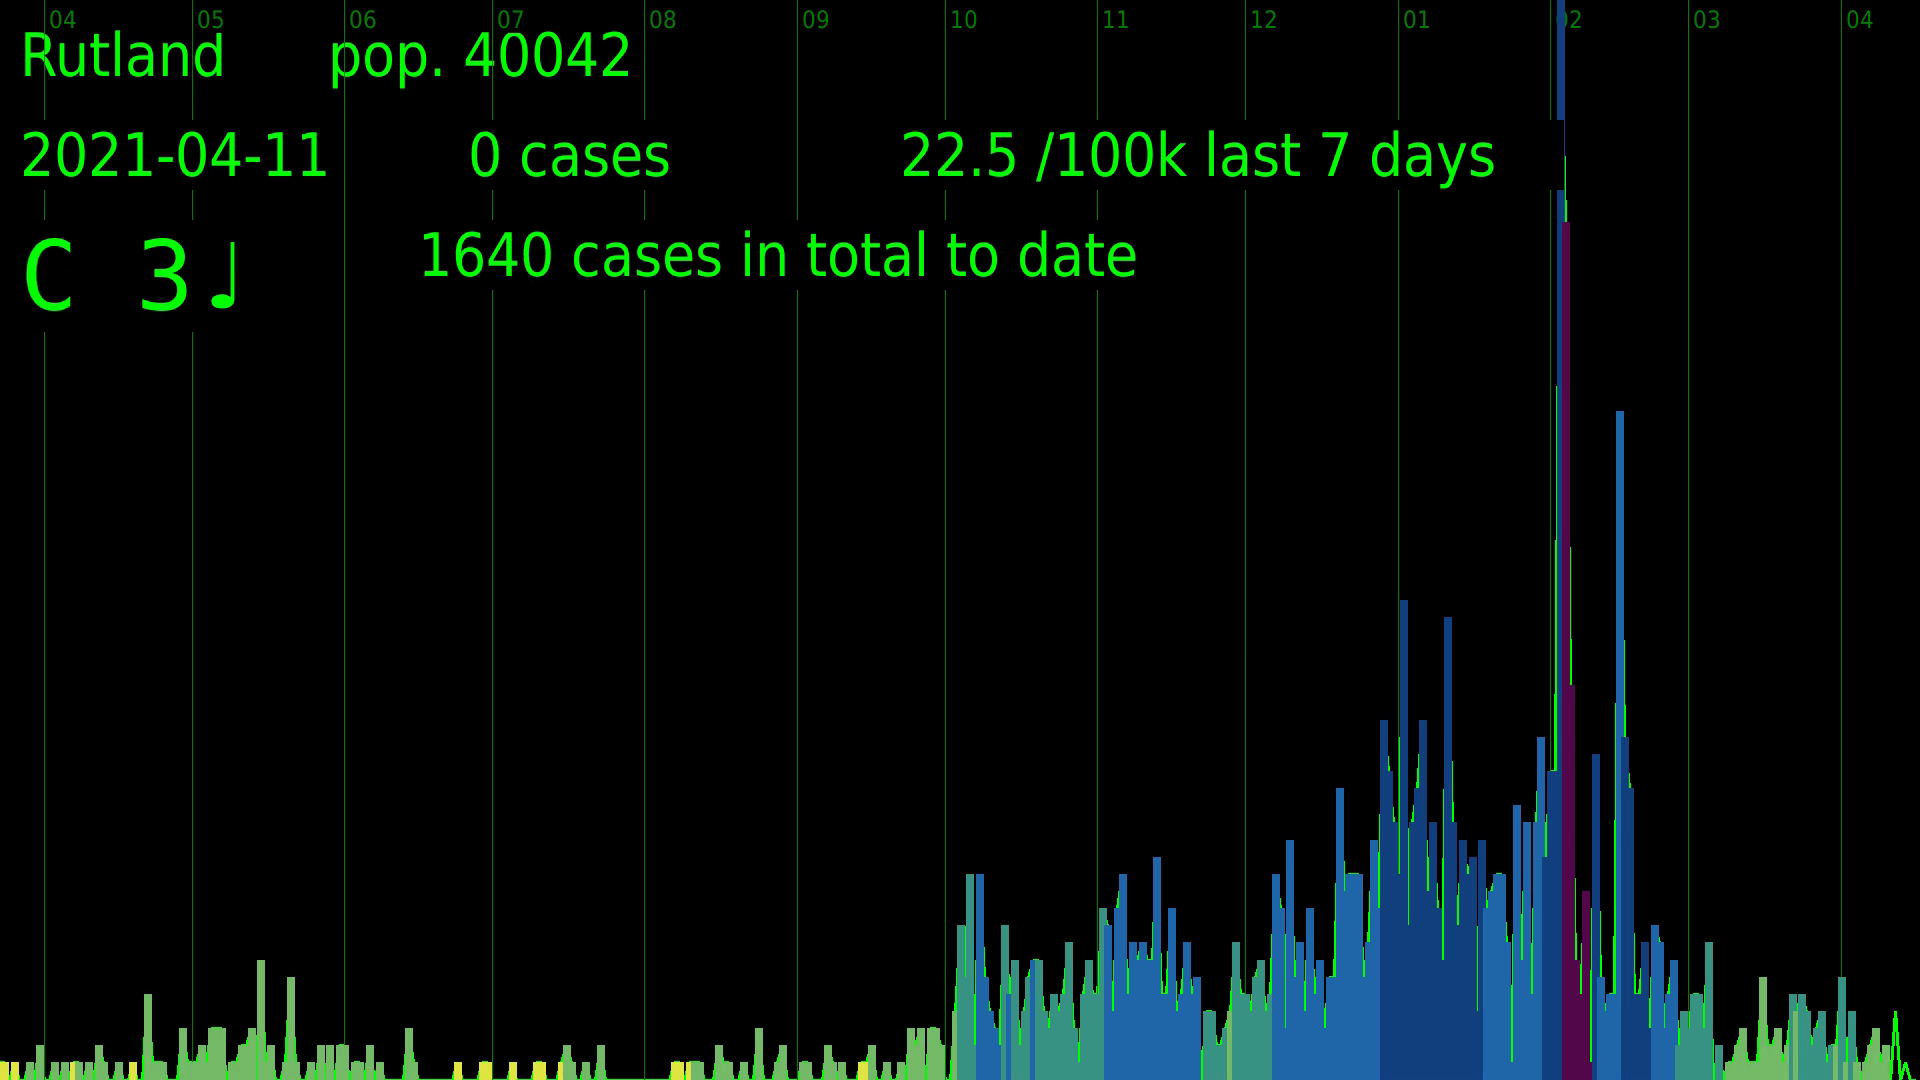 04 05 06 07 08 09 10 11 12 01 02 03 04
Rutland pop. 40042
2021-04-11 0 cases 22.5 /100k last 7 days
C 3♩ 1640 cases in total to date